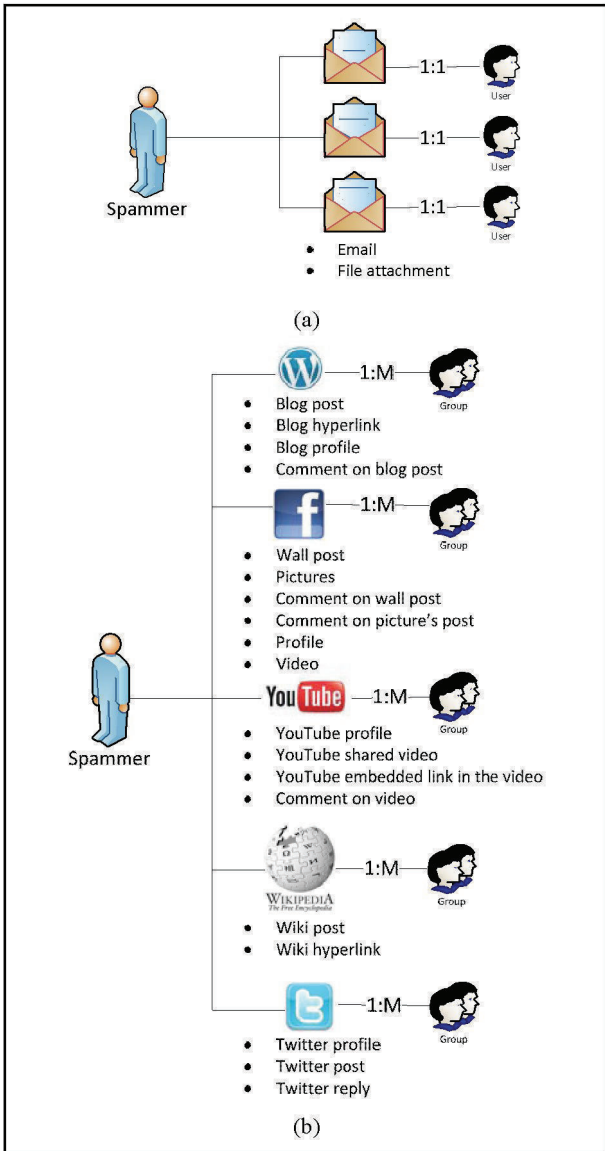 1:1
User
1:1
User
Spammer
1:1
User
• Email
• File attachment
(a)
W
1:M
Group
• Blog post
• Blog hyperlink
• Blog profile
• Comment on blog post
f
1:M
Group
• Wall post
• Pictures
• Comment on wall post
• Comment on picture's post
• Profile
• Video
Spammer
YouTube
1:M
Group
• YouTube profile
• YouTube shared video
• YouTube embedded link in the video
• Comment on video
WIKIPEDIA
The Free Encyclopedia
1:M
Group
• Wiki post
• Wiki hyperlink
t
1:M
Group
• Twitter profile
• Twitter post
• Twitter reply
(b)